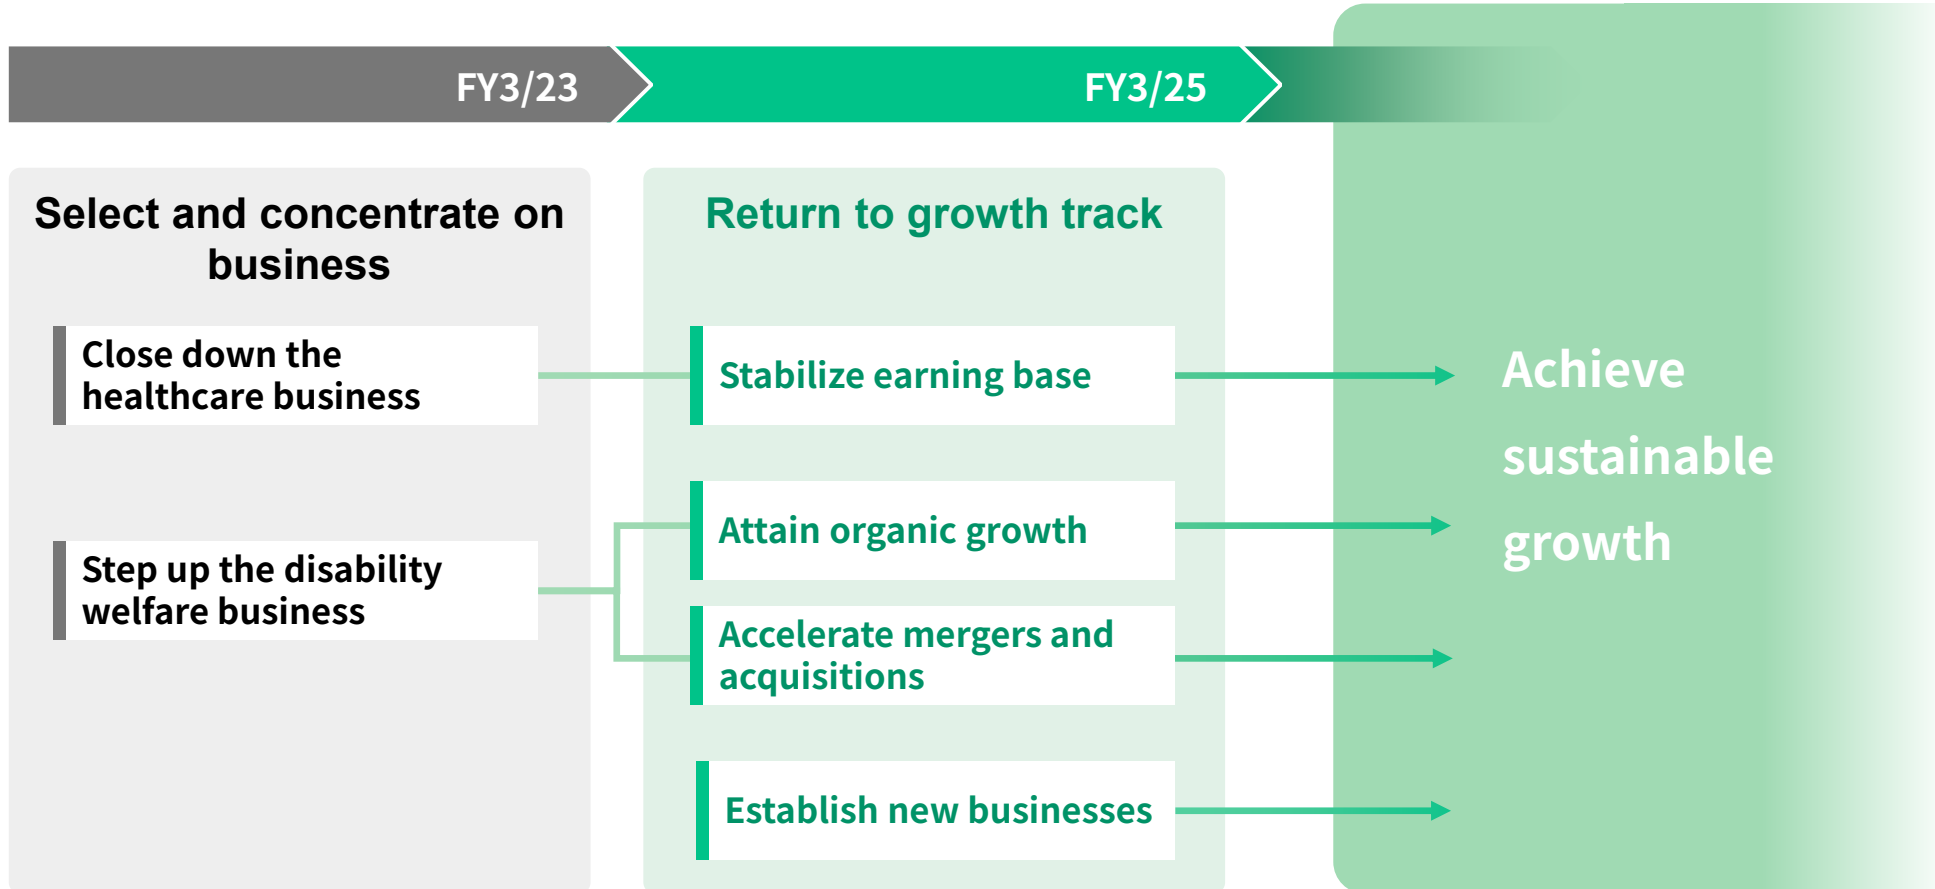 FY3/23
FY3/25
Select and concentrate on
business
Close down the
healthcare business
Step up the disability
welfare business
Return to growth track
Stabilize earning base
Attain organic growth
Accelerate mergers and
acquisitions
Establish new businesses
Achieve
sustainable
growth